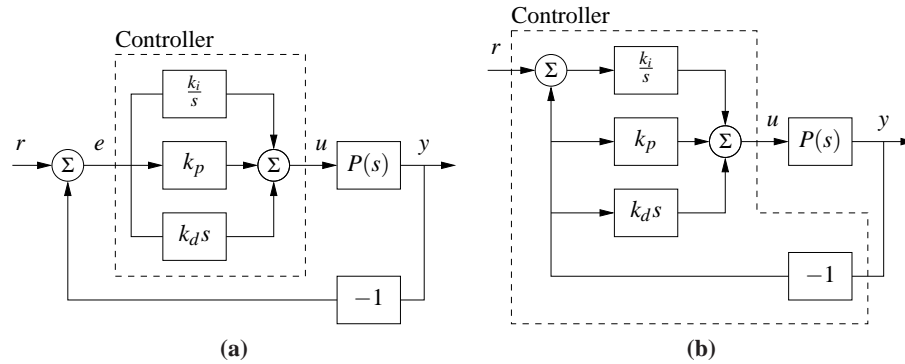 Controller
k_i/s
r
Σ
e
k_p
Σ
u
P(s)
y
k_d s
−1
(a)
Controller
r
Σ
k_i/s
k_p
Σ
u
P(s)
y
k_d s
−1
(b)